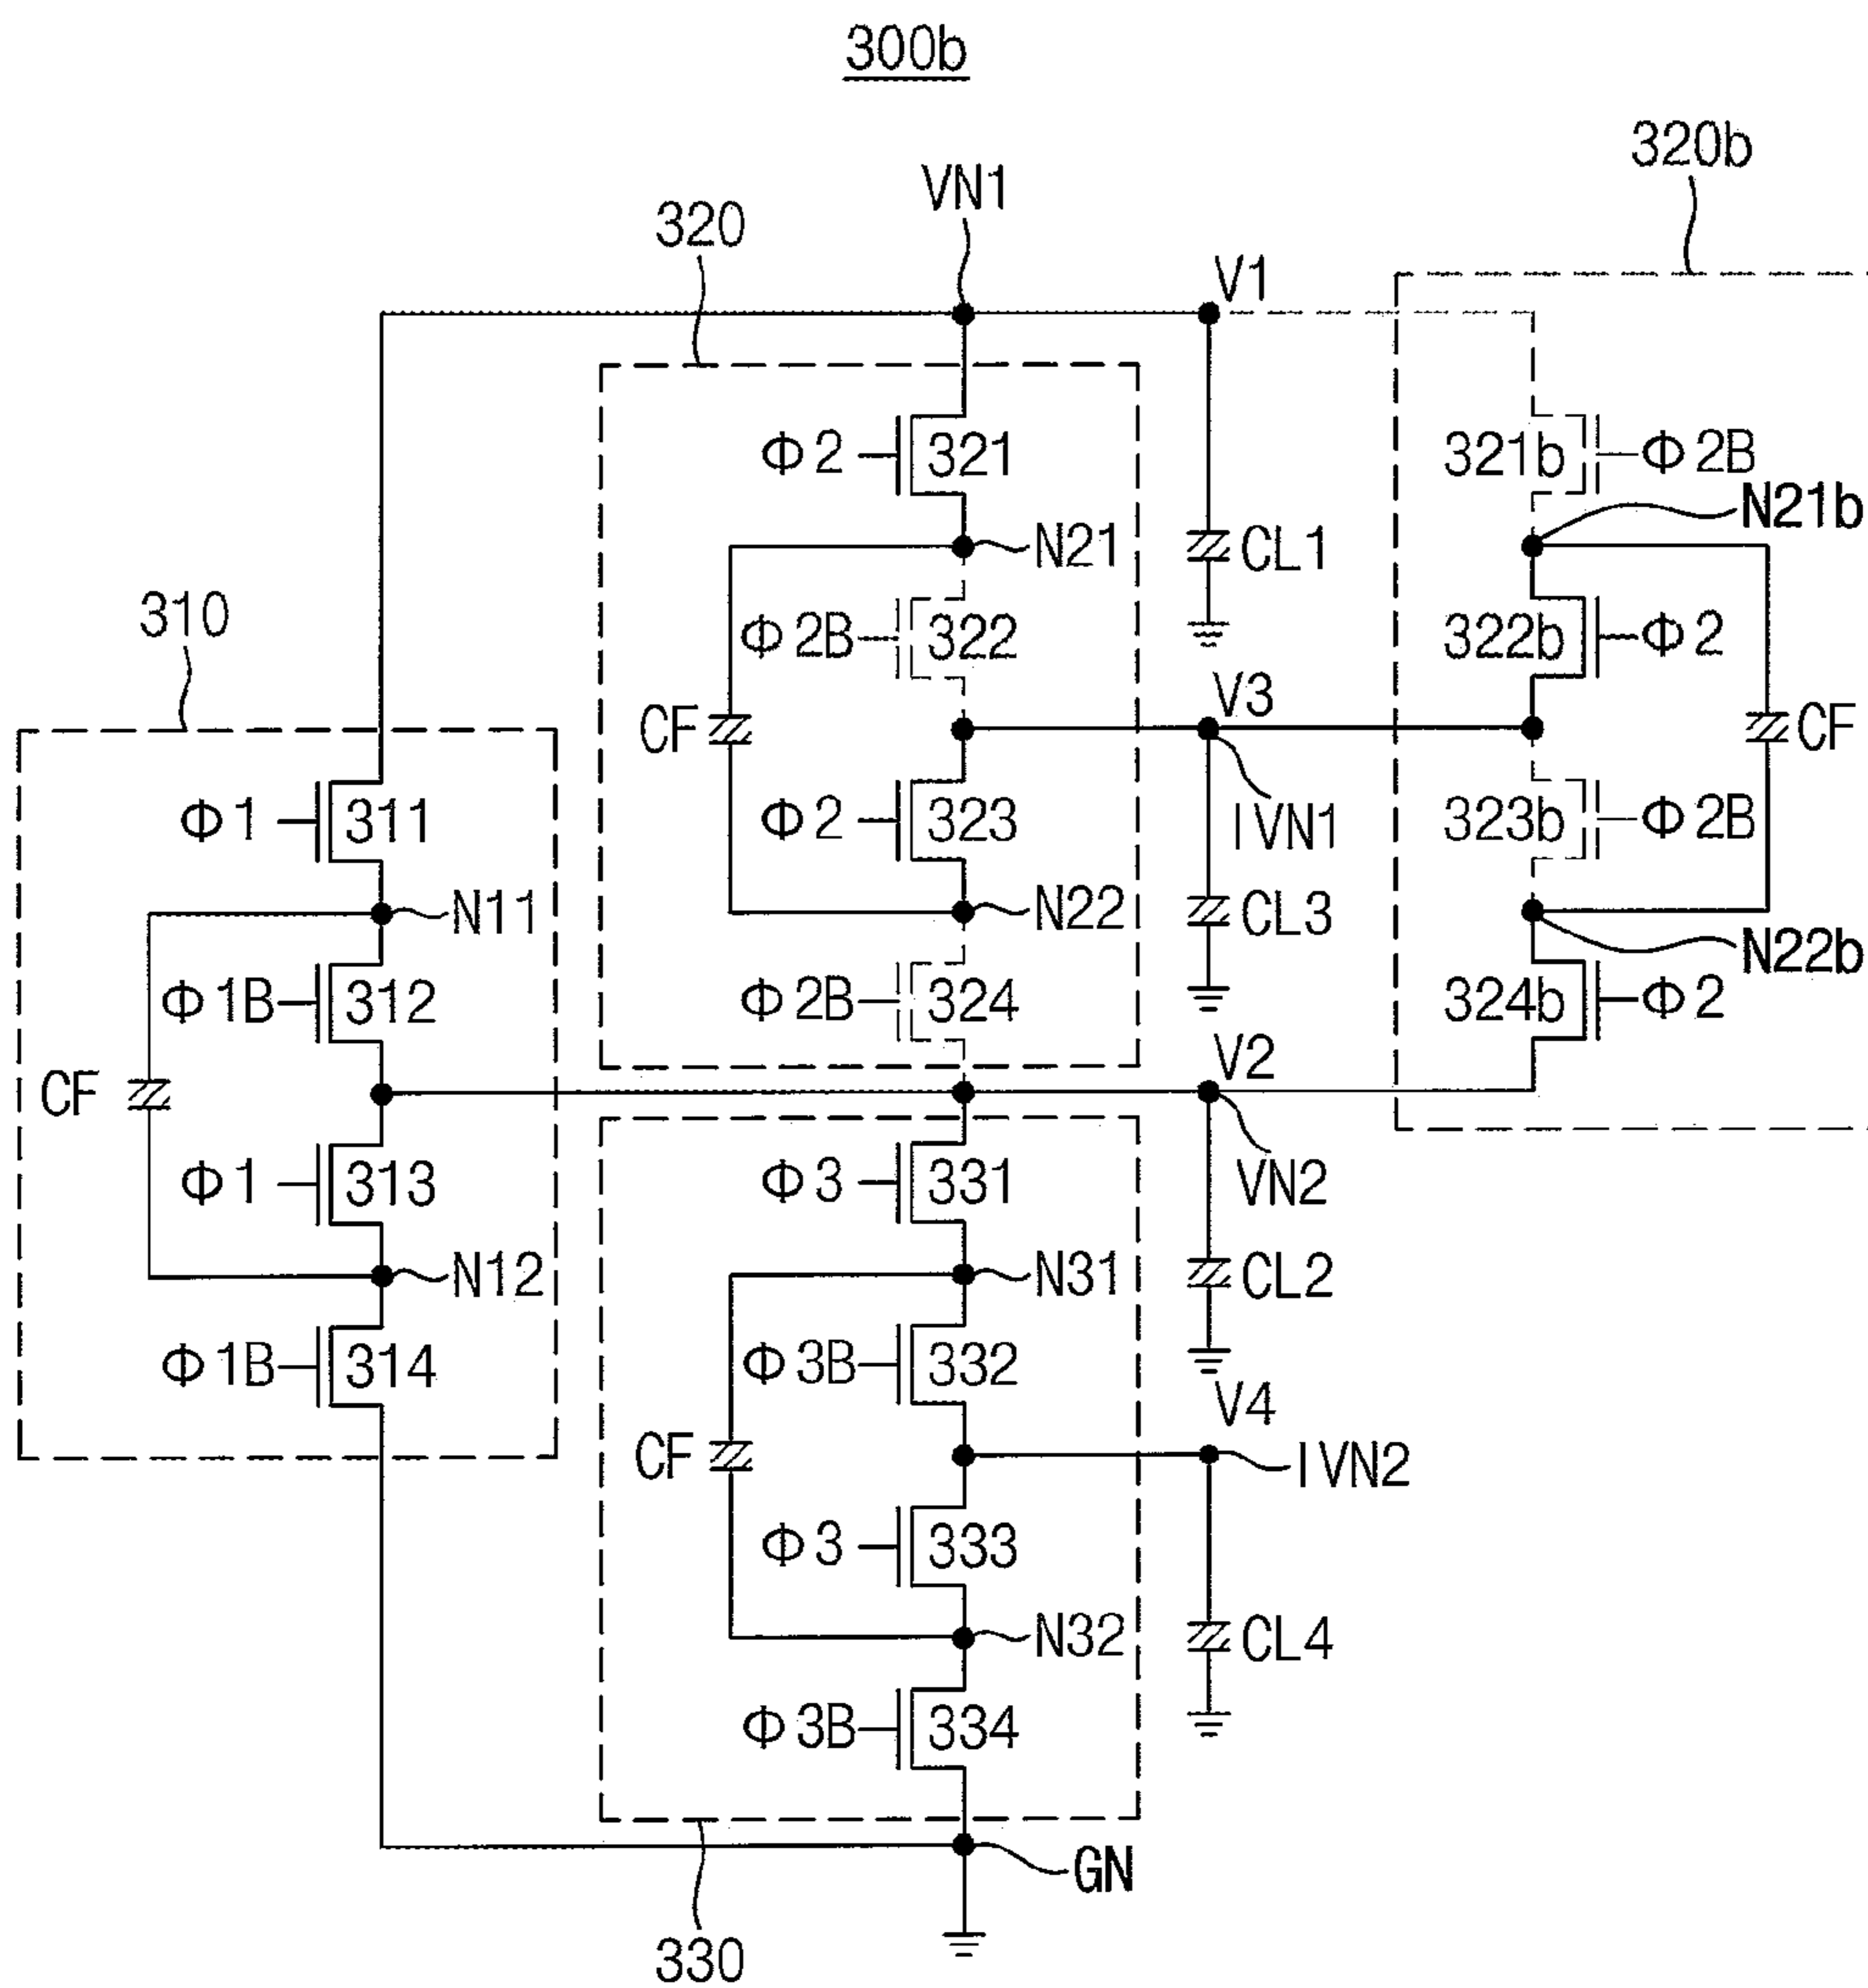 300b
320b
VN1
320
V1
Φ2 321
321b Φ2B
N21b
N21
CL1
310
Φ2B 322
322b Φ2
V3
CF
CF
Φ1 311
Φ2 323
IVN1
323b Φ2B
N11
N22
CL3
N22b
Φ1B 312
Φ2B 324
324b Φ2
V2
CF
Φ1 313
Φ3 331
VN2
N12
N31
CL2
Φ1B 314
Φ3B 332
V4
CF
IVN2
Φ3 333
N32
CL4
Φ3B 334
GN
330